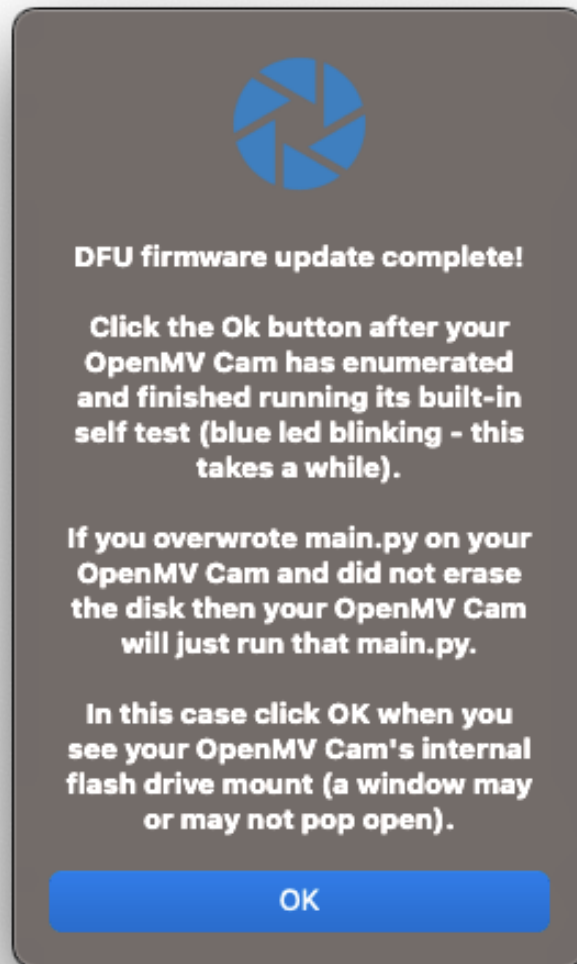 DFU firmware update complete!
Click the Ok button after your
OpenMV Cam has enumerated
and finished running its built-in
self test (blue led blinking - this
takes a while).
If you overwrote main.py on your
OpenMV Cam and did not erase
the disk then your OpenMV Cam
will just run that main.py.
In this case click OK when you
see your OpenMV Cam's internal
flash drive mount (a window may
or may not pop open).
OK